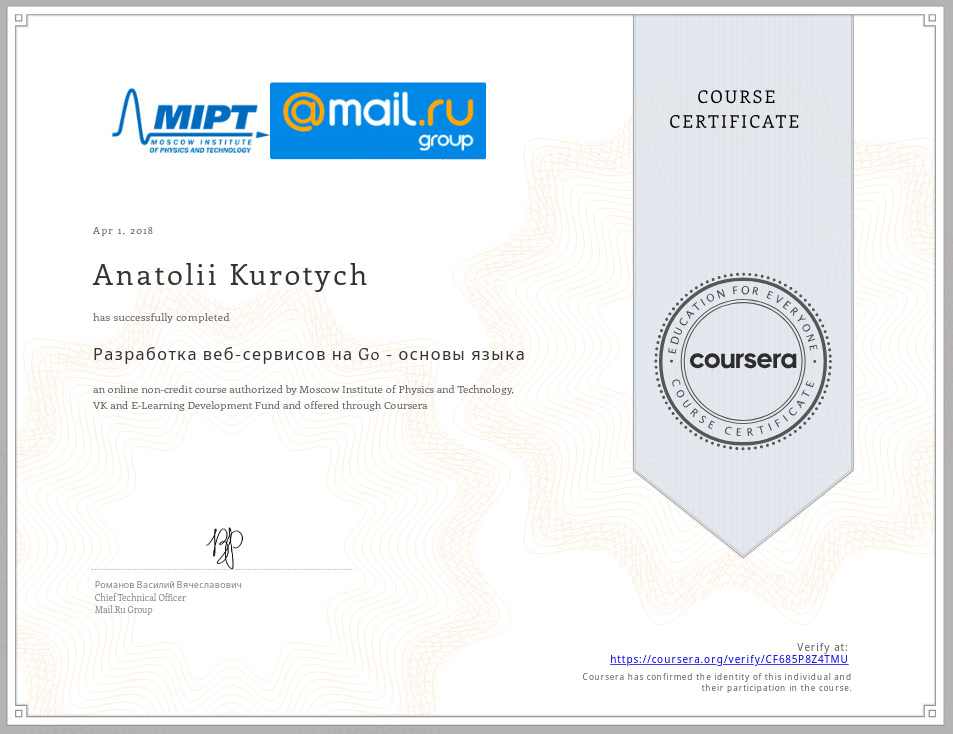 MIPT
MOSCOW INSTITUTE
OF PHYSICS AND TECHNOLOGY
@mail.ru
group
COURSE
CERTIFICATE
Apr 1, 2018
Anatolii Kurotych
has successfully completed
Разработка веб-сервисов на Go - основы языка
an online non-credit course authorized by Moscow Institute of Physics and Technology,
VK and E-Learning Development Fund and offered through Coursera
EDUCATION FOR EVERYONE
coursera
COURSE CERTIFICATE
Романов Василий Вячеславович
Chief Technical Officer
Mail.Ru Group
Verify at:
https://coursera.org/verify/CF685P8Z4TMU
Coursera has confirmed the identity of this individual and
their participation in the course.